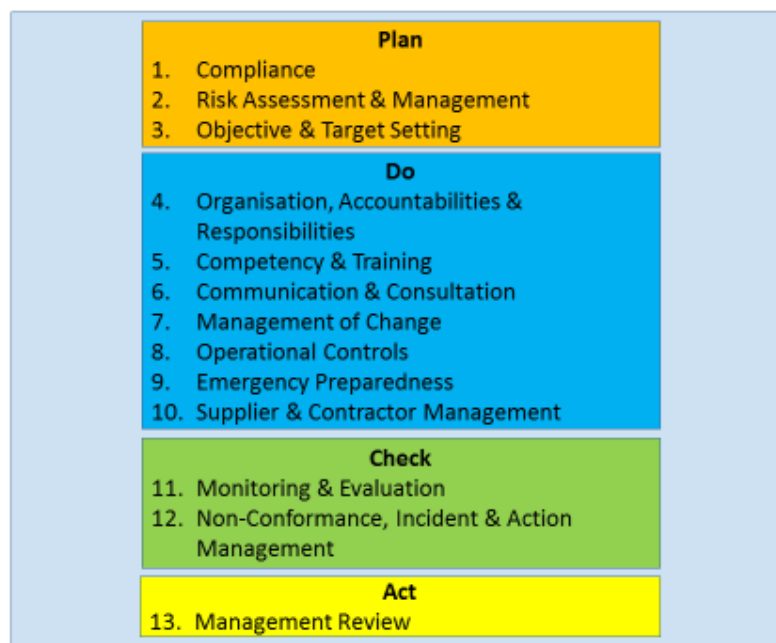 Plan
1. Compliance
2. Risk Assessment & Management
3. Objective & Target Setting
Do
4. Organisation, Accountabilities &
Responsibilities
5. Competency & Training
6. Communication & Consultation
7. Management of Change
8. Operational Controls
9. Emergency Preparedness
10. Supplier & Contractor Management
Check
11. Monitoring & Evaluation
12. Non-Conformance, Incident & Action
Management
Act
13. Management Review